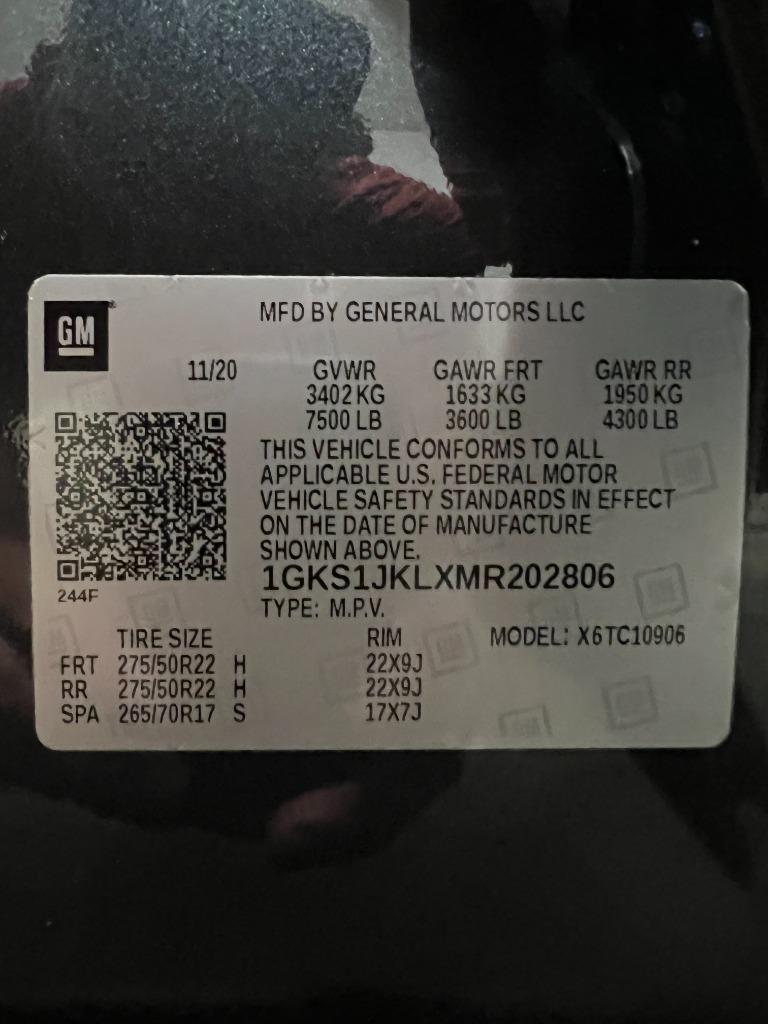 GM
MFD BY GENERAL MOTORS LLC
11/20 GVWR GAWR FRT GAWR RR
3402 KG 1633 KG 1950 KG
7500 LB 3600 LB 4300 LB
THIS VEHICLE CONFORMS TO ALL
APPLICABLE U.S. FEDERAL MOTOR
VEHICLE SAFETY STANDARDS IN EFFECT
ON THE DATE OF MANUFACTURE
SHOWN ABOVE.
244F
1GKS1JKLXMR202806
TYPE: M.P.V.
TIRE SIZE RIM MODEL: X6TC10906
FRT 275/50R22 H 22X9J
RR 275/50R22 H 22X9J
SPA 265/70R17 S 17X7J